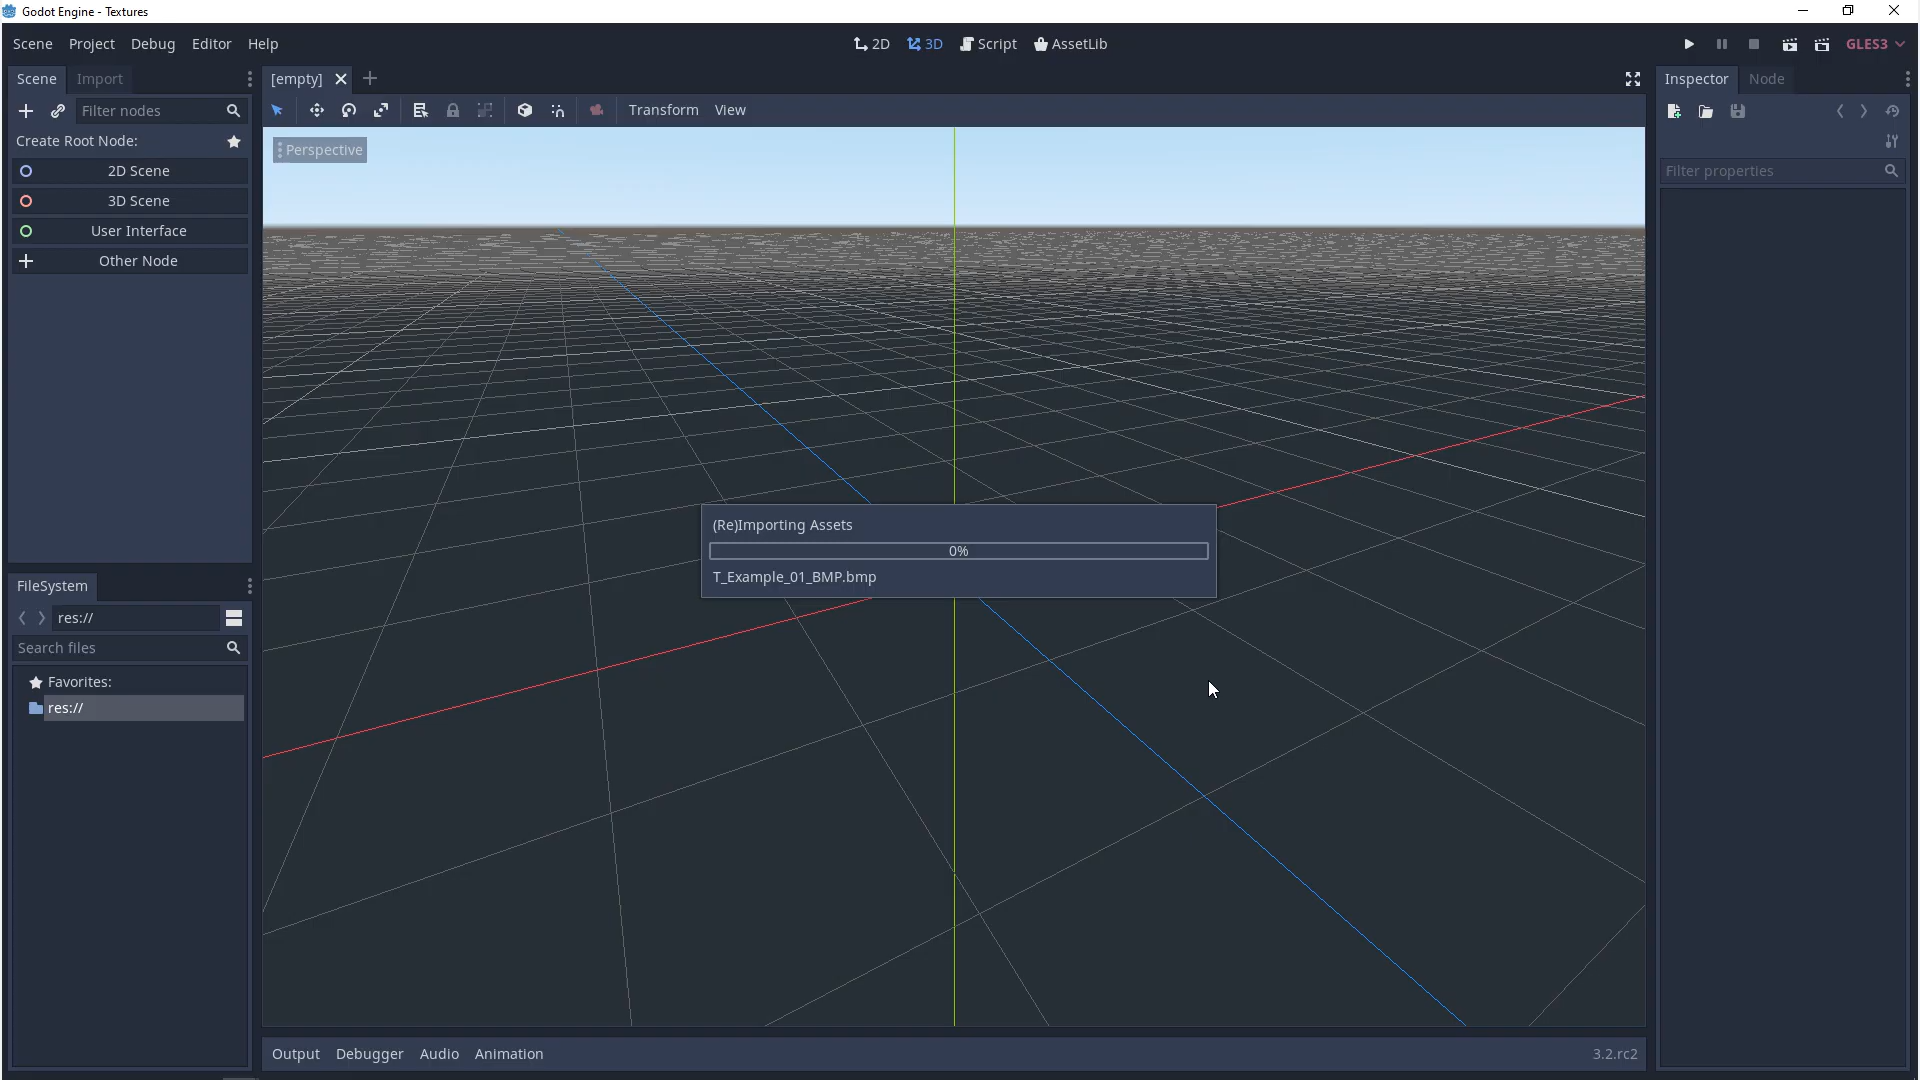 Godot Engine - Textures
Scene Project Debug Editor Help
2D 3D Script AssetLib
GLES3
Scene Import
[empty]
Inspector Node
Filter nodes
Transform View
Create Root Node:
Perspective
2D Scene
3D Scene
User Interface
Other Node
Filter properties
(Re)Importing Assets
0%
T_Example_01_BMP.bmp
FileSystem
res://
Search files
Favorites:
res://
Output Debugger Audio Animation
3.2.rc2